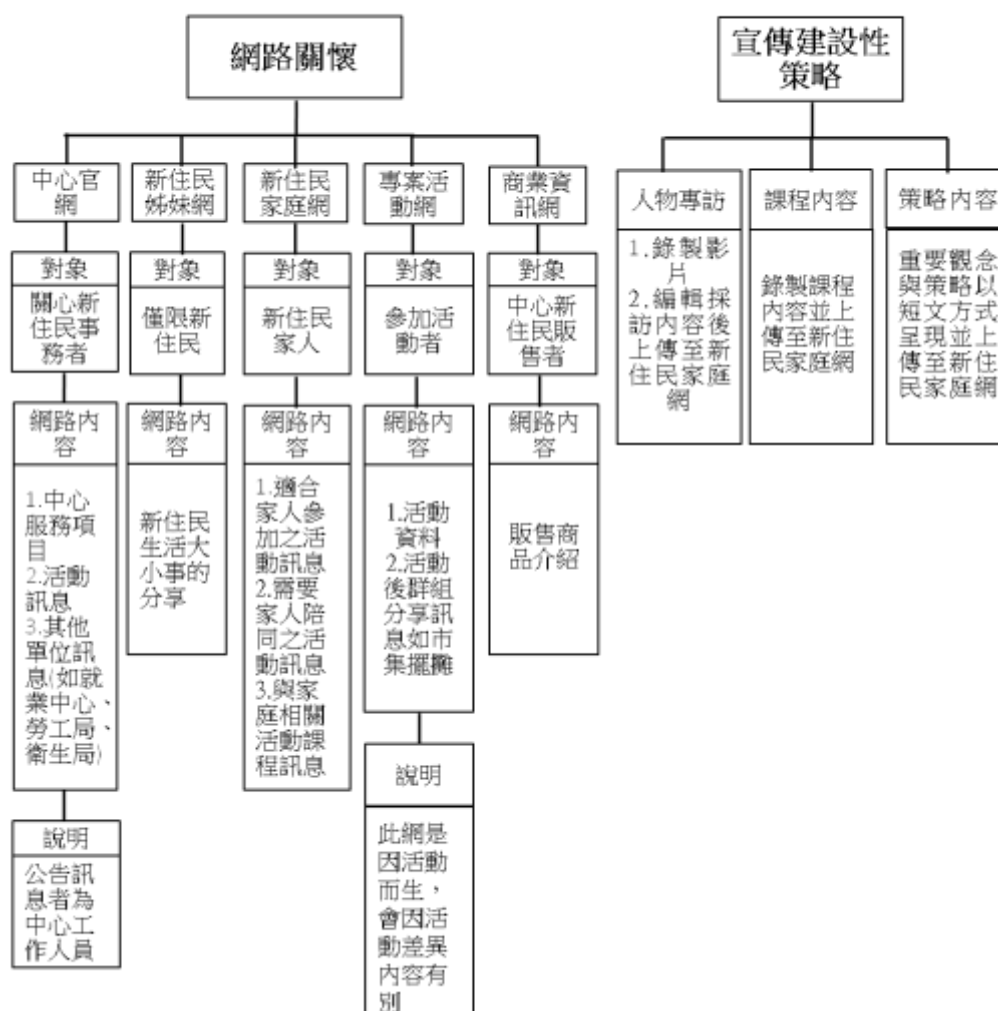 網路關懷
中心官
網
對象
關心新
住民事
務者
網路內
容
1.中心
服務項
目
2.活動
訊息
3.其他
單位訊
息(如就
業中心、
勞工局、
衛生局)
說明
公告訊
息者為
中心工
作人員
新住民
姊妹網
對象
僅限新
住民
網路內
容
新住民
生活大
小事的
分享
新住民
家庭網
對象
新住民
家人
網路內
容
1.適合
家人參
加之活
動訊息
2.需要
家人陪
同之活
動訊息
3.與家
庭相關
活動課
程訊息
專案活
動網
對象
參加活
動者
網路內
容
1.活動
資料
2.活動
後群組
分享訊
息如市
集擺攤
說明
此網是
因活動
而生，
會因活
動差異
內容有
別
商業資
訊網
對象
中心新
住民販
售者
網路內
容
販售商
品介紹
宣傳建設性
策略
人物專訪
1.錄製影
片
2.編輯採
訪內容後
上傳至新
住民家庭
網
課程內容
錄製課程
內容並上
傳至新住
民家庭網
策略內容
重要觀念
與策略以
短文方式
呈現並上
傳至新住
民家庭網